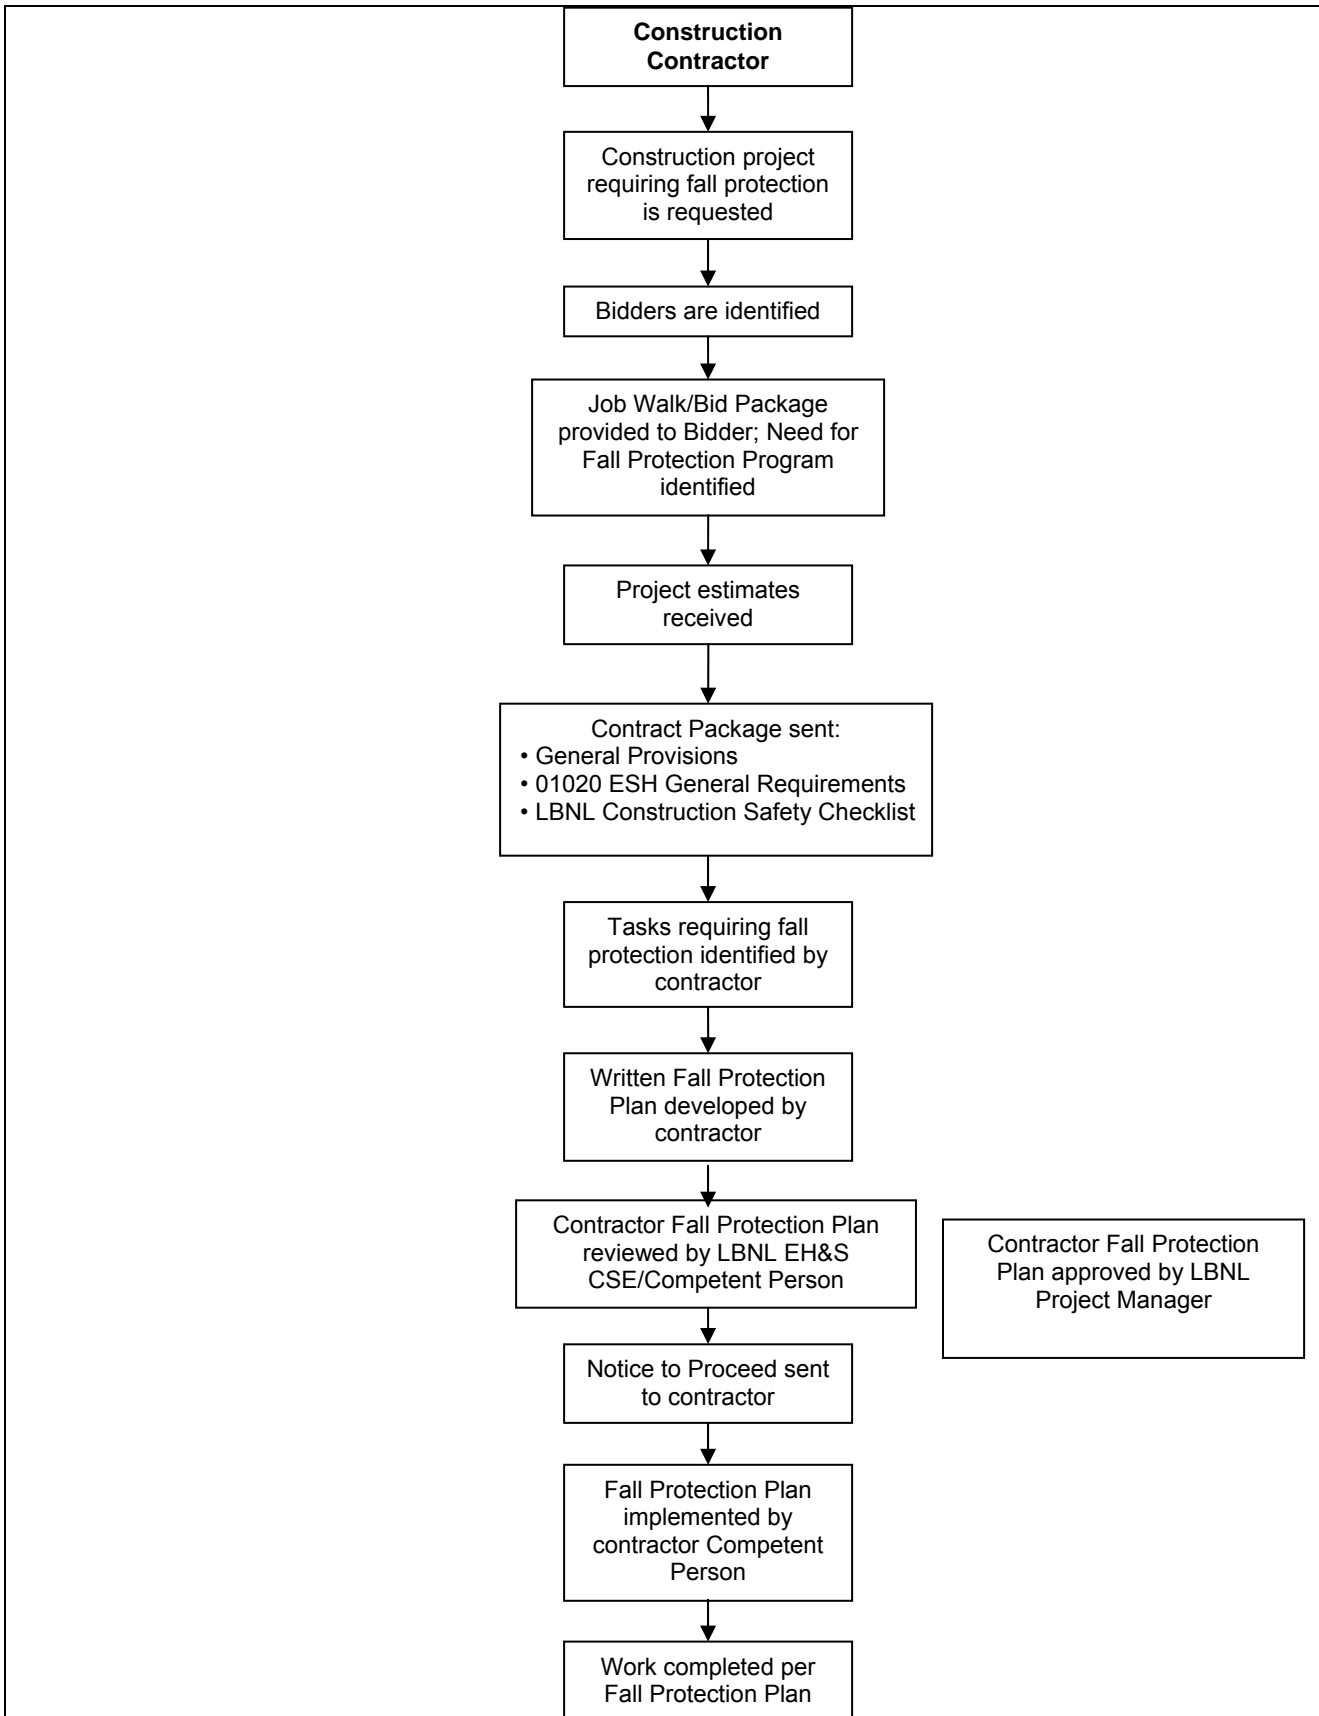 Construction
Contractor
Construction project
requiring fall protection
is requested
Bidders are identified
Job Walk/Bid Package
provided to Bidder; Need for
Fall Protection Program
identified
Project estimates
received
Contract Package sent:
• General Provisions
• 01020 ESH General Requirements
• LBNL Construction Safety Checklist
Tasks requiring fall
protection identified by
contractor
Written Fall Protection
Plan developed by
contractor
Contractor Fall Protection Plan
reviewed by LBNL EH&S
CSE/Competent Person
Contractor Fall Protection
Plan approved by LBNL
Project Manager
Notice to Proceed sent
to contractor
Fall Protection Plan
implemented by
contractor Competent
Person
Work completed per
Fall Protection Plan